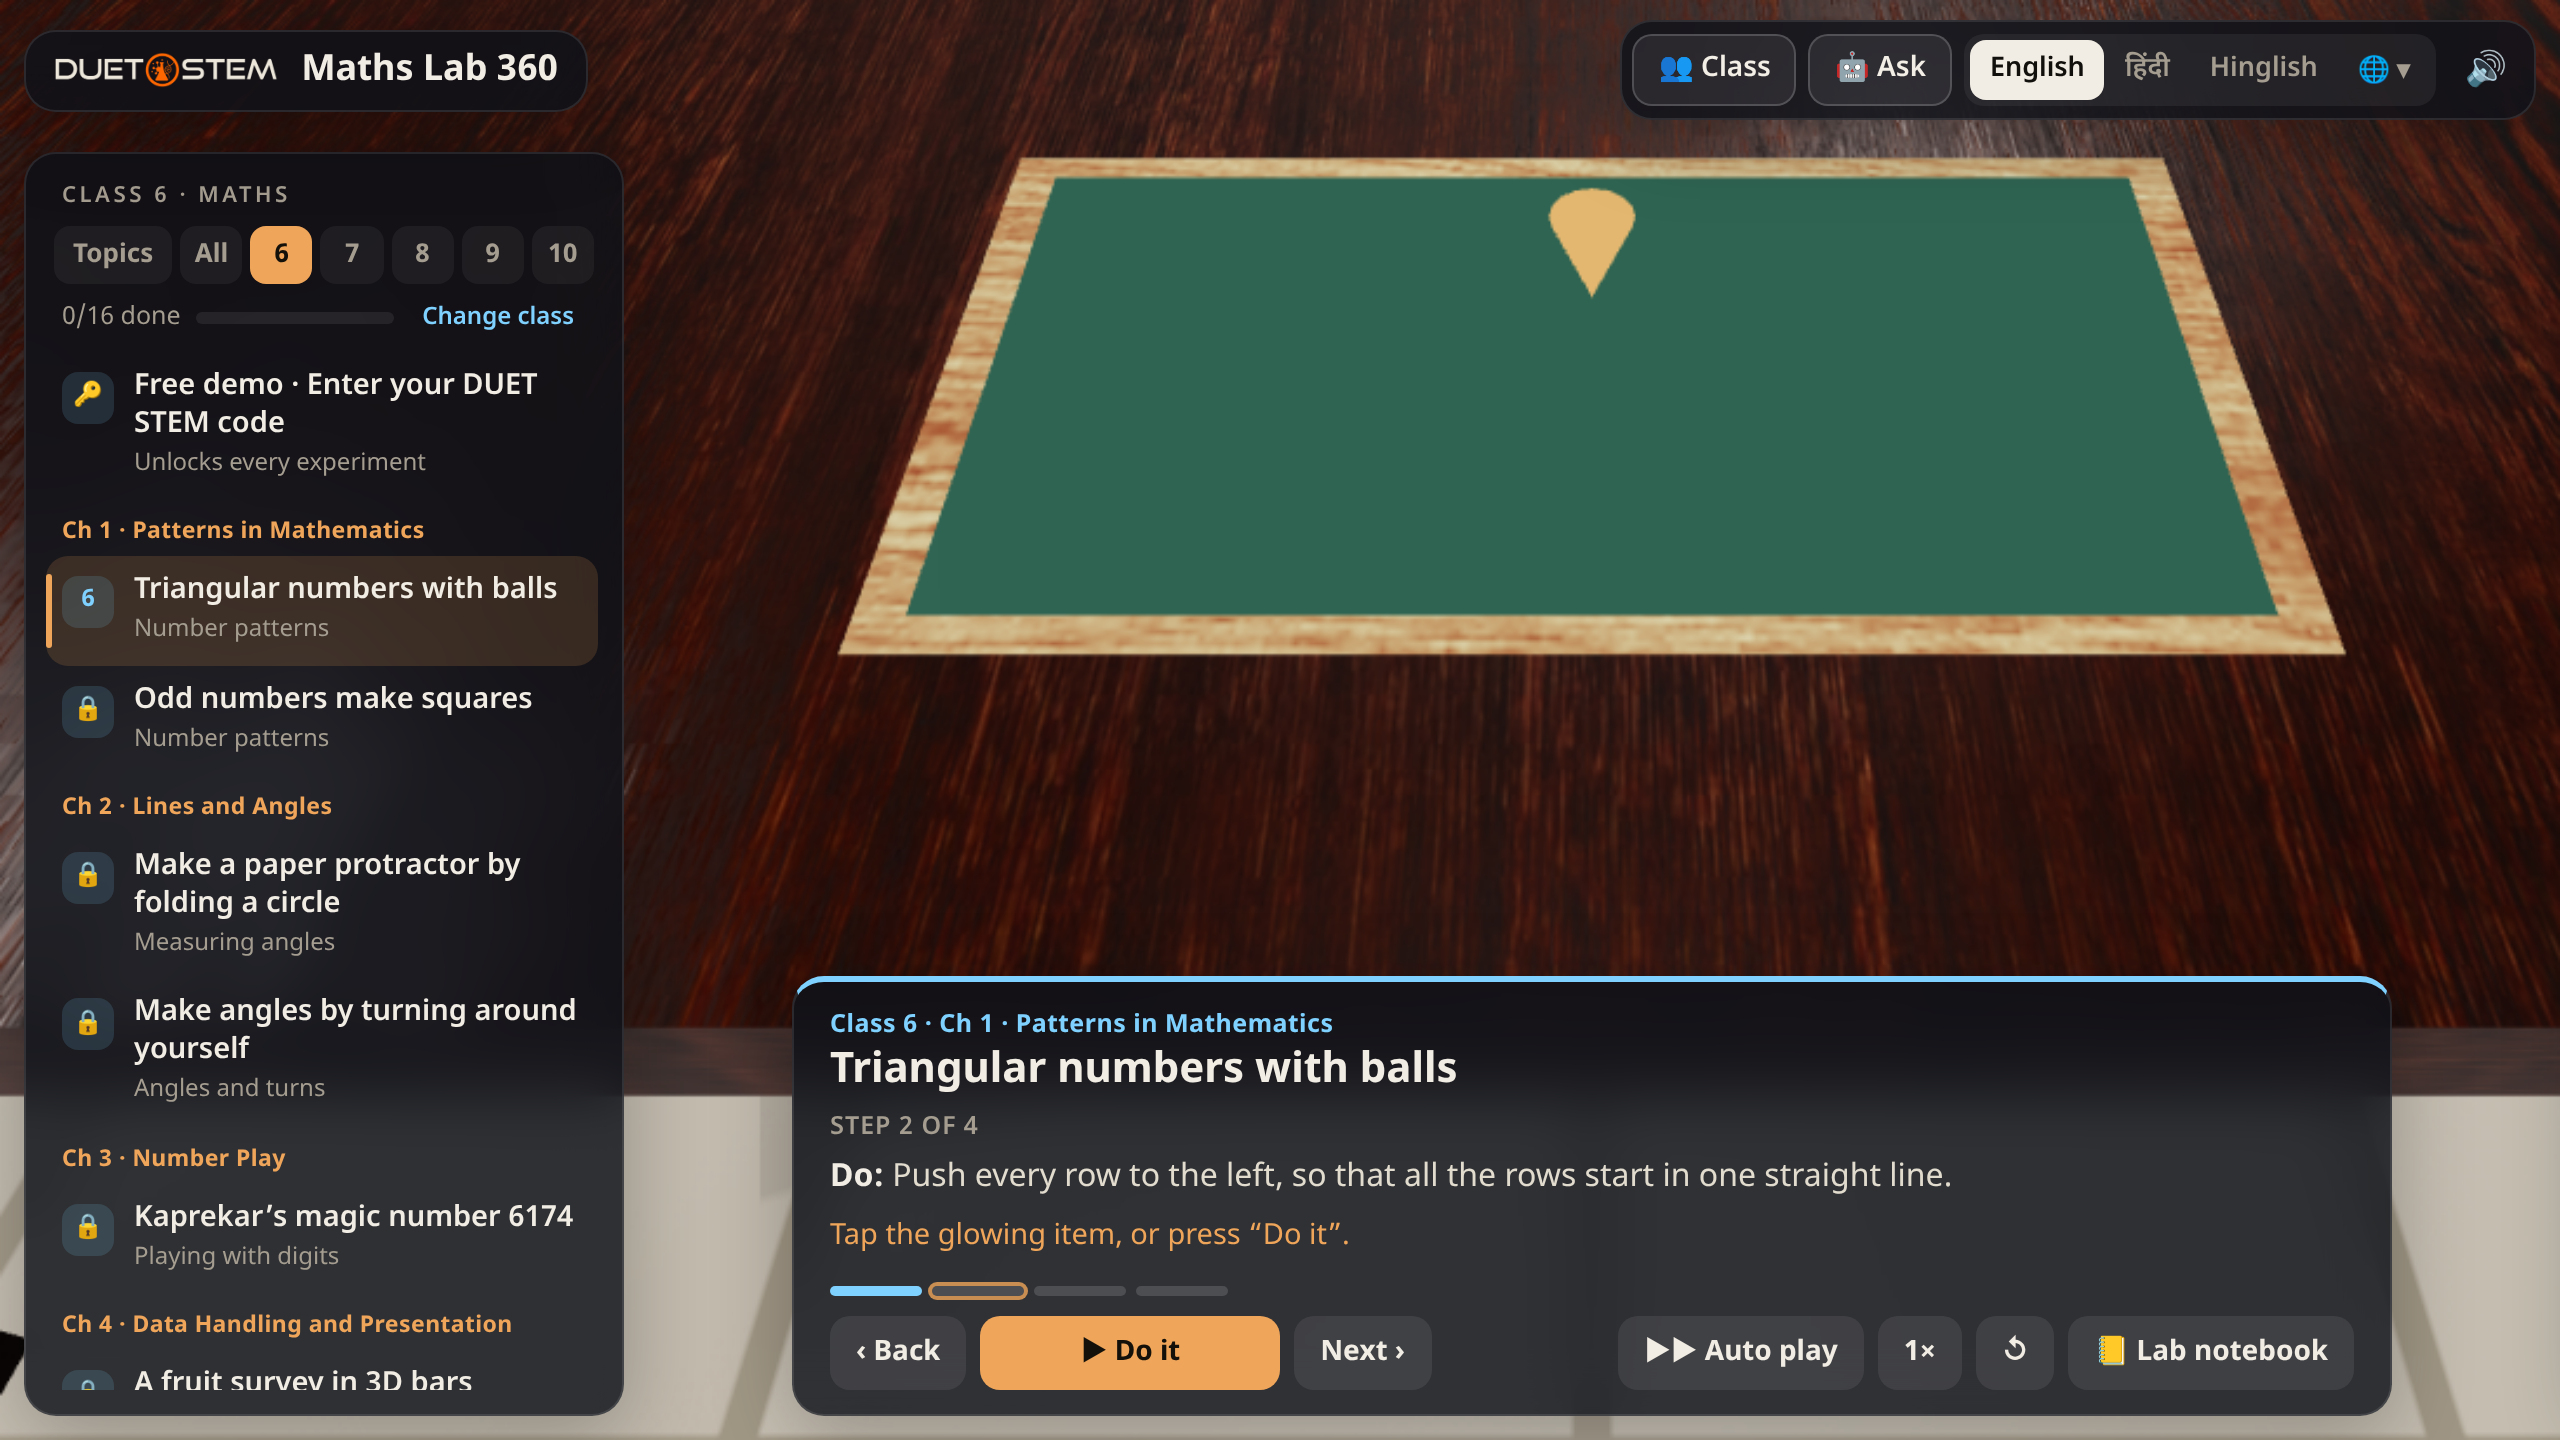 DUET STEM Maths Lab 360
👥 Class 🤖 Ask English हिंदी Hinglish 🌐 ▾ 🔊
CLASS 6 · MATHS
Topics All 6 7 8 9 10
0/16 done Change class
Free demo · Enter your DUET
STEM code
Unlocks every experiment
Ch 1 · Patterns in Mathematics
6 Triangular numbers with balls
Number patterns
Odd numbers make squares
Number patterns
Ch 2 · Lines and Angles
Make a paper protractor by
folding a circle
Measuring angles
Make angles by turning around
yourself
Angles and turns
Ch 3 · Number Play
Kaprekar’s magic number 6174
Playing with digits
Ch 4 · Data Handling and Presentation
A fruit survey in 3D bars
Class 6 · Ch 1 · Patterns in Mathematics
Triangular numbers with balls
STEP 2 OF 4
Do: Push every row to the left, so that all the rows start in one straight line.
Tap the glowing item, or press “Do it”.
‹ Back ▶ Do it Next › ▶▶ Auto play 1× ↺ 📒 Lab notebook